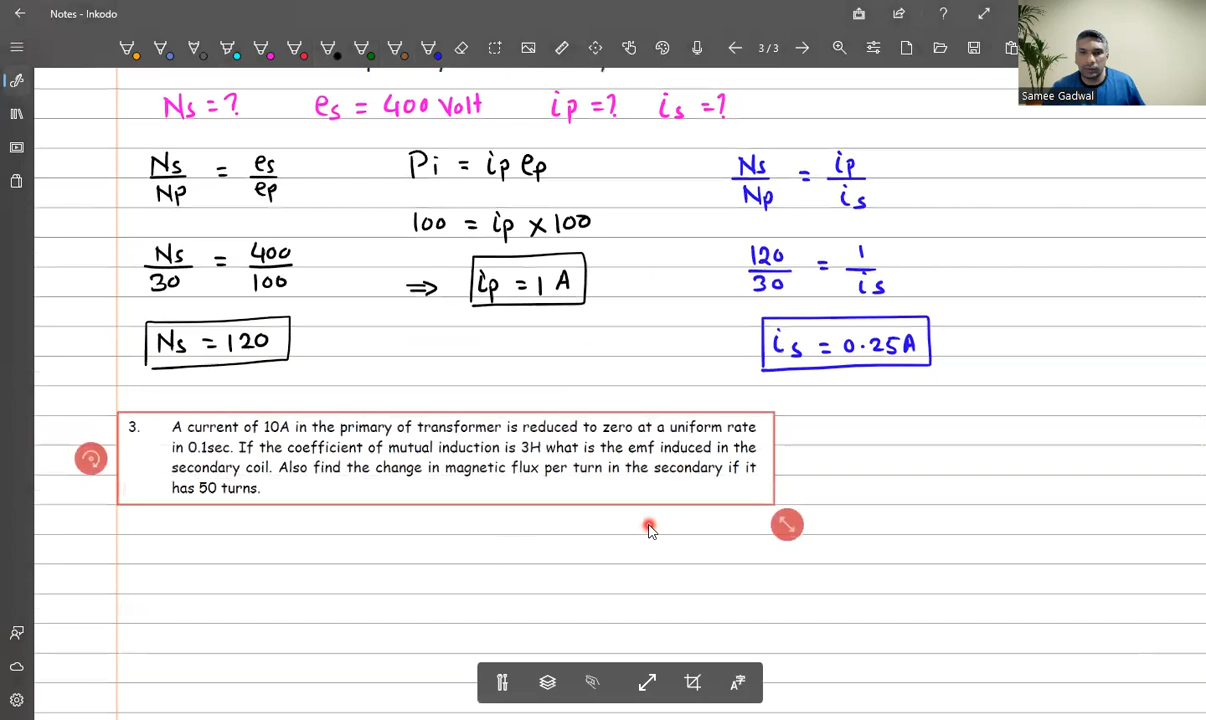 Notes - Inkodo
3 / 3
Samee Gadwal
Ns = ? es = 400 Volt ip = ? is = ?
Ns/Np = es/ep Pi = ip ep Ns/Np = ip/is
100 = ip × 100
Ns/30 = 400/100 ⇒ ip = 1 A 120/30 = 1/is
Ns = 120 is = 0.25A
3. A current of 10A in the primary of transformer is reduced to zero at a uniform rate
in 0.1sec. If the coefficient of mutual induction is 3H what is the emf induced in the
secondary coil. Also find the change in magnetic flux per turn in the secondary if it
has 50 turns.